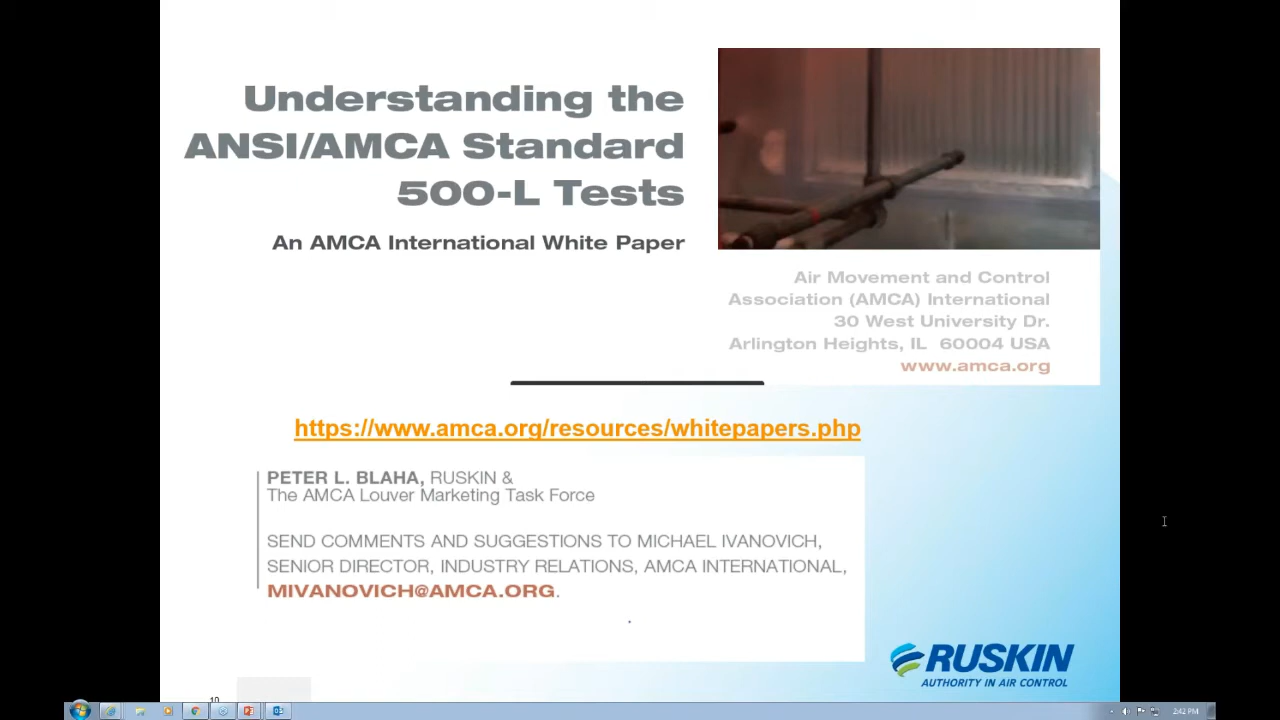 Understanding the
ANSI/AMCA Standard
500-L Tests
An AMCA International White Paper
Air Movement and Control
Association (AMCA) International
30 West University Dr.
Arlington Heights, IL 60004 USA
www.amca.org
https://www.amca.org/resources/whitepapers.php
PETER L. BLAHA, RUSKIN &
The AMCA Louver Marketing Task Force
SEND COMMENTS AND SUGGESTIONS TO MICHAEL IVANOVICH,
SENIOR DIRECTOR, INDUSTRY RELATIONS, AMCA INTERNATIONAL,
MIVANOVICH@AMCA.ORG.
RUSKIN
AUTHORITY IN AIR CONTROL
2:42 PM